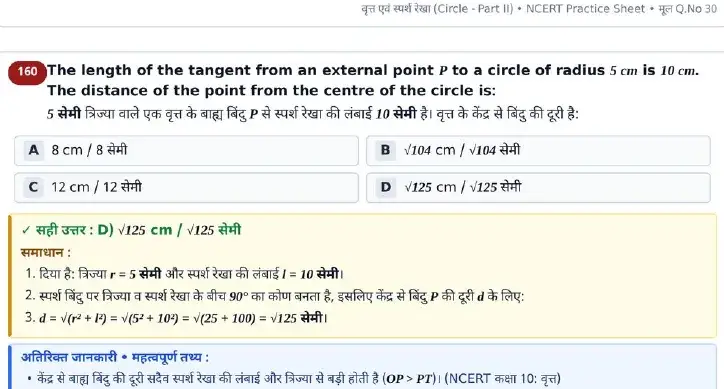 वृत्त एवं स्पर्श रेखा (Circle - Part II) • NCERT Practice Sheet • मूल Q.No 30
160 The length of the tangent from an external point P to a circle of radius 5 cm is 10 cm.
The distance of the point from the centre of the circle is:
5 सेमी त्रिज्या वाले एक वृत्त के बाह्य बिंदु P से स्पर्श रेखा की लंबाई 10 सेमी है। वृत्त के केंद्र से बिंदु की दूरी है:
A 8 cm / 8 सेमी
B √104 cm / √104 सेमी
C 12 cm / 12 सेमी
D √125 cm / √125 सेमी
✓ सही उत्तर : D) √125 cm / √125 सेमी
समाधान :
1. दिया है: त्रिज्या r = 5 सेमी और स्पर्श रेखा की लंबाई l = 10 सेमी।
2. स्पर्श बिंदु पर त्रिज्या व स्पर्श रेखा के बीच 90° का कोण बनता है, इसलिए केंद्र से बिंदु P की दूरी d के लिए:
3. d = √(r² + l²) = √(5² + 10²) = √(25 + 100) = √125 सेमी।
अतिरिक्त जानकारी • महत्वपूर्ण तथ्य :
• केंद्र से बाह्य बिंदु की दूरी सदैव स्पर्श रेखा की लंबाई और त्रिज्या से बड़ी होती है (OP > PT)। (NCERT कक्षा 10: वृत्त)